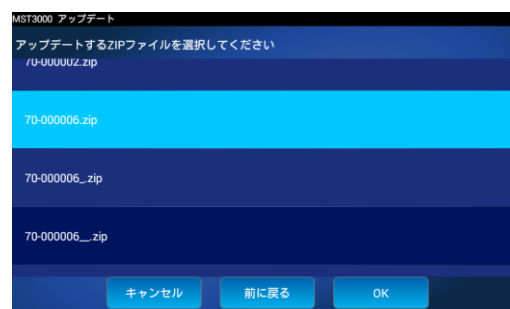 MST3000 アップデート
アップデートするZIPファイルを選択してください
70-000002.zip
70-000006.zip
70-000006_.zip
70-000006__.zip
キャンセル
前に戻る
OK